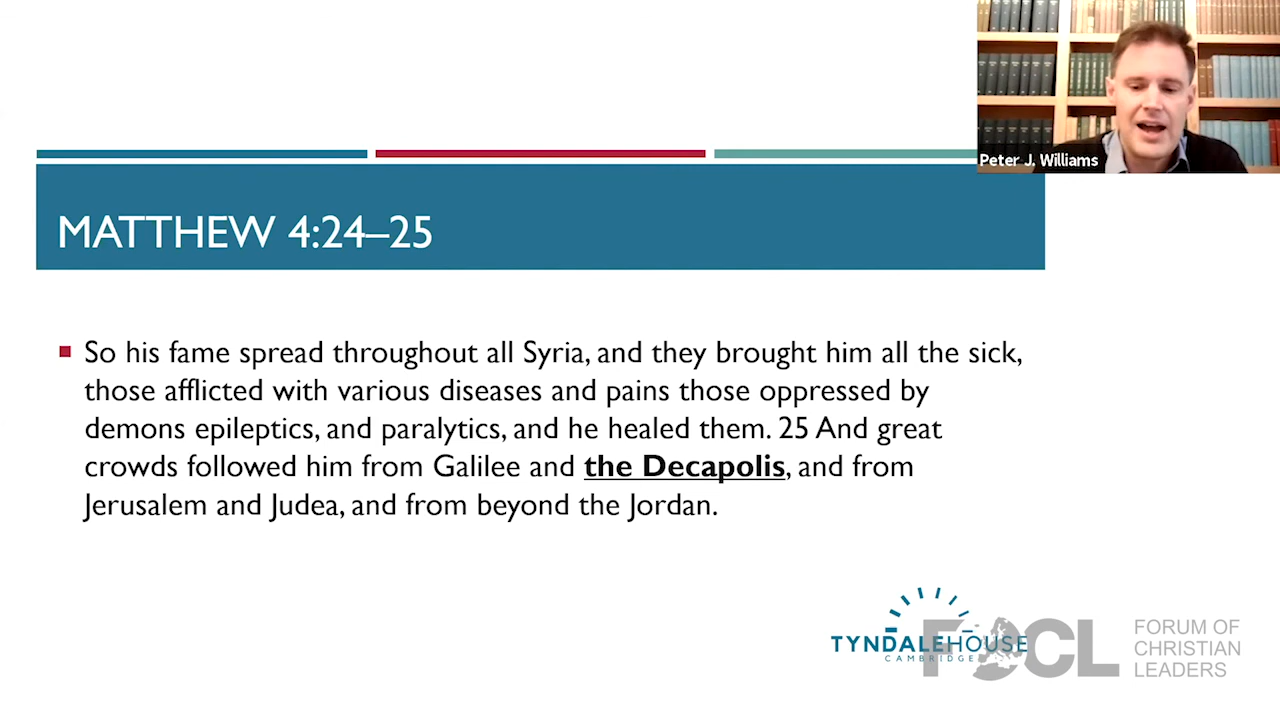 Peter J. Williams
MATTHEW 4:24–25
So his fame spread throughout all Syria, and they brought him all the sick,
those afflicted with various diseases and pains those oppressed by
demons epileptics, and paralytics, and he healed them. 25 And great
crowds followed him from Galilee and the Decapolis, and from
Jerusalem and Judea, and from beyond the Jordan.
TYNDALE HOUSE
CAMBRIDGE
FOCL
FORUM OF
CHRISTIAN
LEADERS